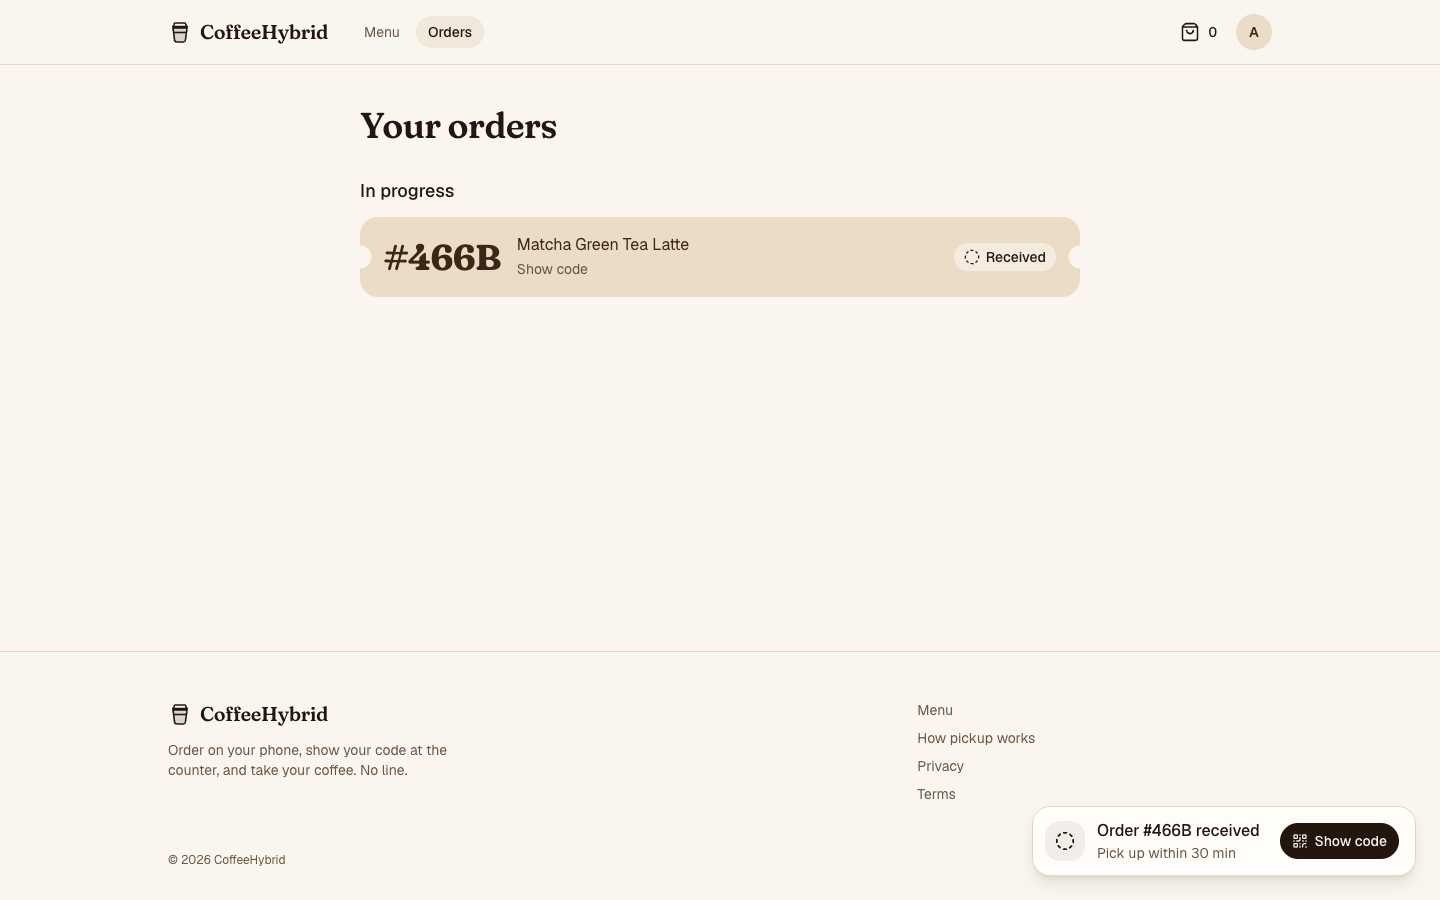 CoffeeHybrid
Menu
Orders
0
A
Your orders
In progress
#466B
Matcha Green Tea Latte
Show code
Received
CoffeeHybrid
Order on your phone, show your code at the
counter, and take your coffee. No line.
Menu
How pickup works
Privacy
Terms
© 2026 CoffeeHybrid
Order #466B received
Pick up within 30 min
Show code